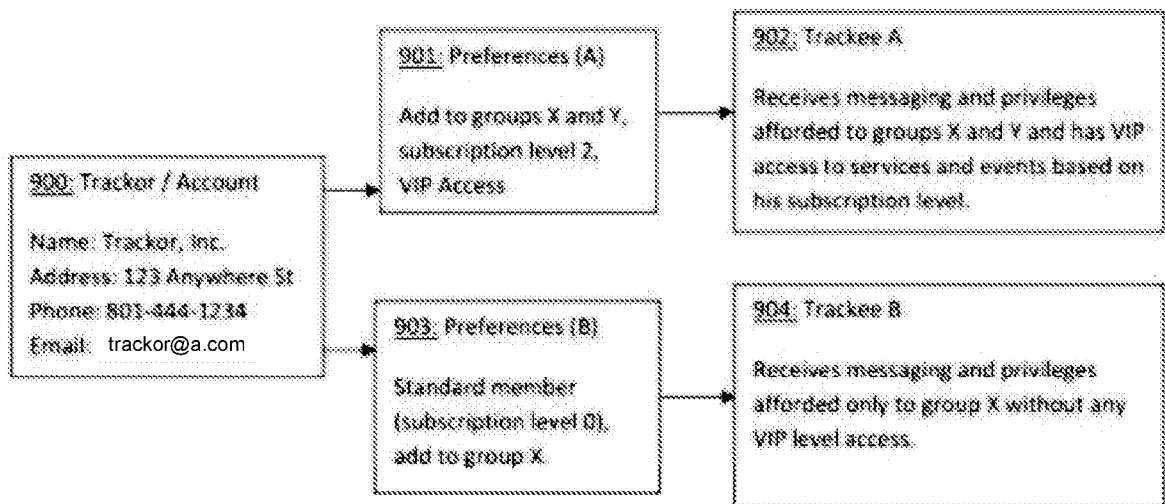 900: Trackor / Account
Name: Trackor, Inc.
Address: 123 Anywhere St
Phone: 801-444-1234
Email: trackor@a.com
901: Preferences (A)
Add to groups X and Y,
subscription level 2,
VIP Access
902: Trackee A
Receives messaging and privileges
afforded to groups X and Y and has VIP
access to services and events based on
his subscription level.
903: Preferences (B)
Standard member
(subscription level 0),
add to group X
904: Trackee B
Receives messaging and privileges
afforded only to group X without any
VIP level access.